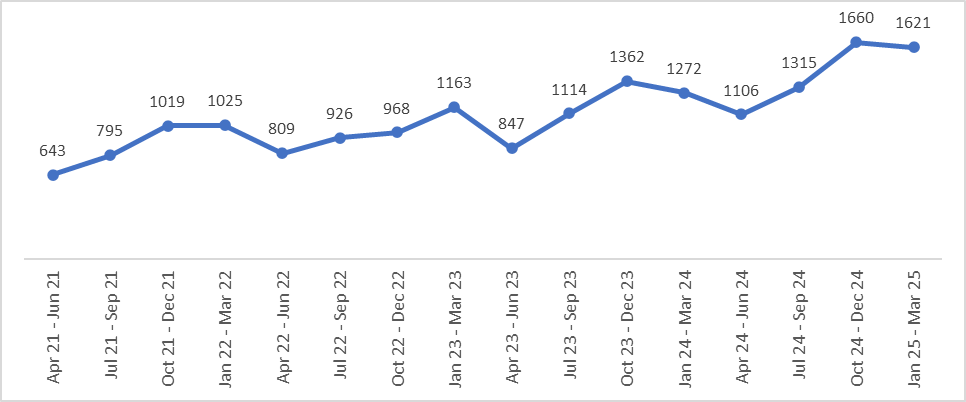 643
795
1019
1025
809
926
968
1163
847
1114
1362
1272
1106
1315
1660
1621
Apr 21 - Jun 21
Jul 21 - Sep 21
Oct 21 - Dec 21
Jan 22 - Mar 22
Apr 22 - Jun 22
Jul 22 - Sep 22
Oct 22 - Dec 22
Jan 23 - Mar 23
Apr 23 - Jun 23
Jul 23 - Sep 23
Oct 23 - Dec 23
Jan 24 - Mar 24
Apr 24 - Jun 24
Jul 24 - Sep 24
Oct 24 - Dec 24
Jan 25 - Mar 25